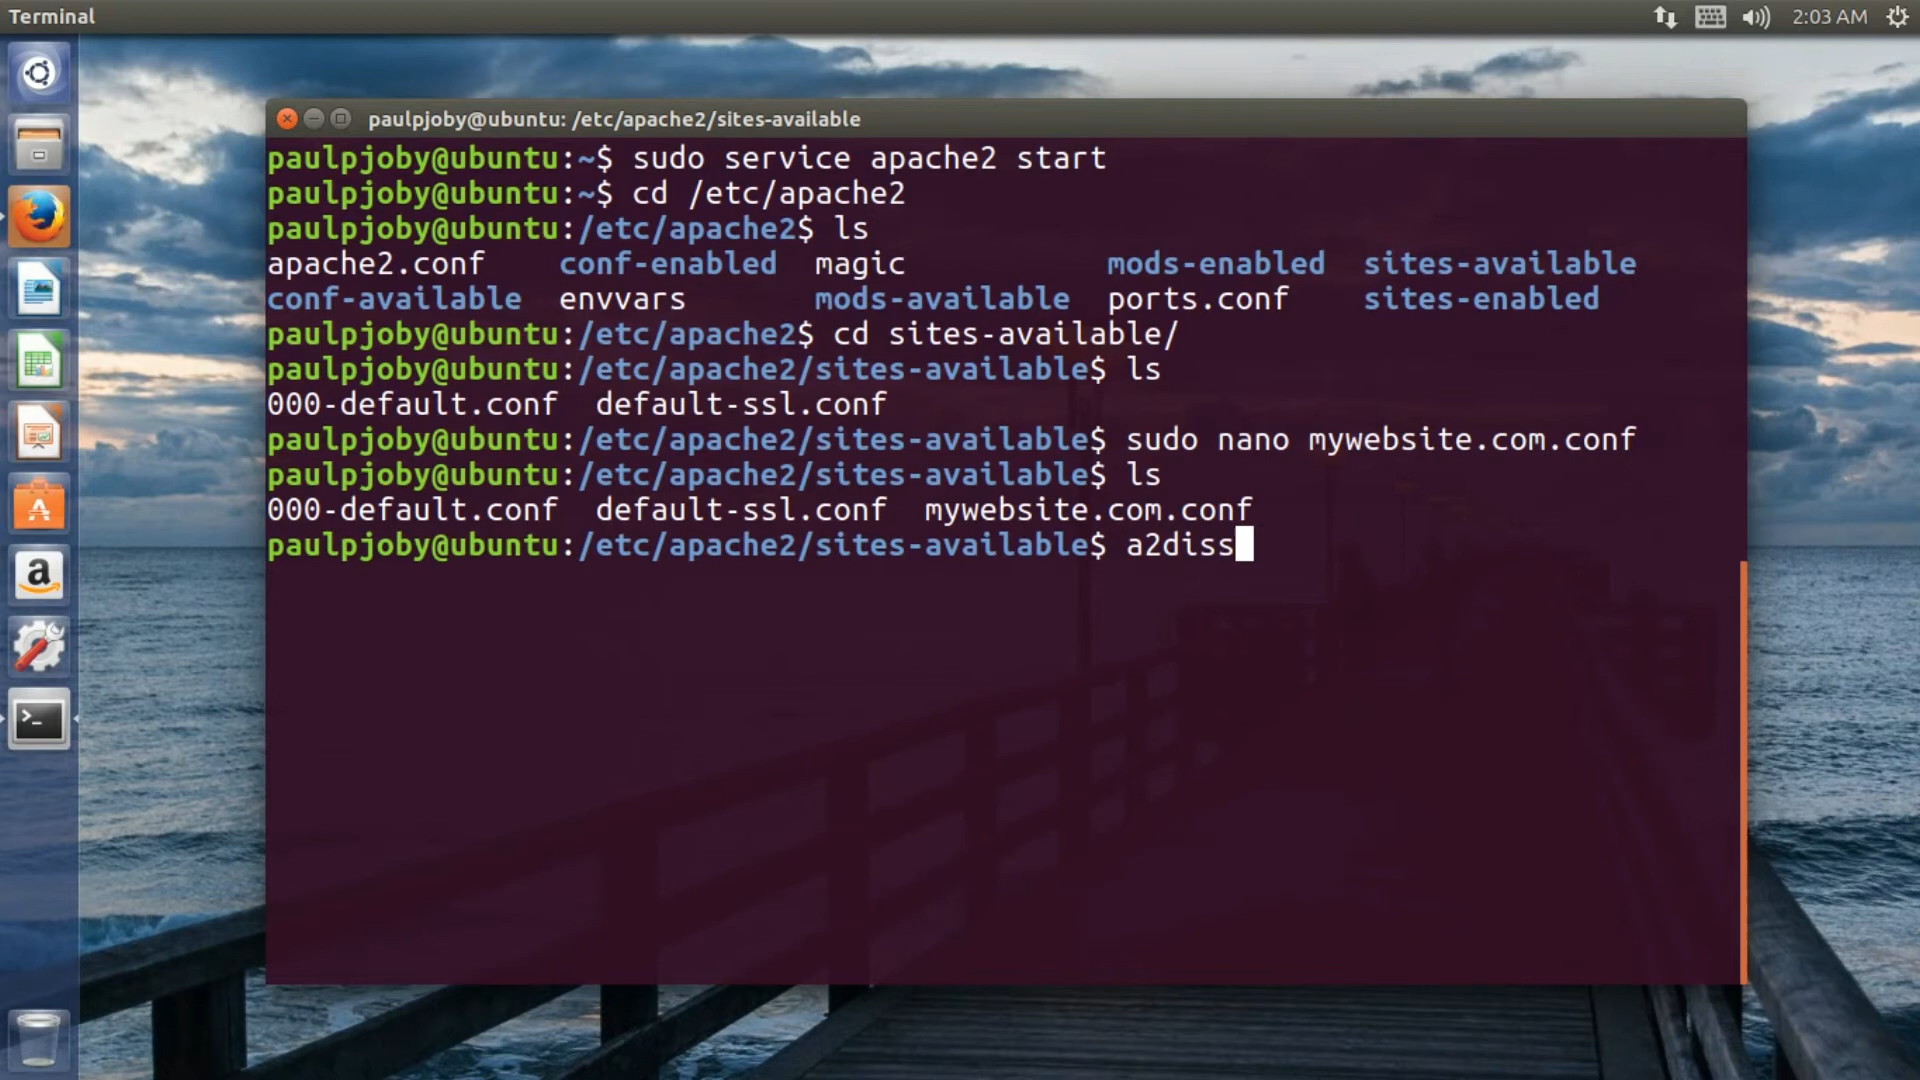 Terminal
2:03 AM
paulpjoby@ubuntu: /etc/apache2/sites-available
paulpjoby@ubuntu:~$ sudo service apache2 start
paulpjoby@ubuntu:~$ cd /etc/apache2
paulpjoby@ubuntu:/etc/apache2$ ls
apache2.conf conf-enabled magic mods-enabled sites-available
conf-available envvars mods-available ports.conf sites-enabled
paulpjoby@ubuntu:/etc/apache2$ cd sites-available/
paulpjoby@ubuntu:/etc/apache2/sites-available$ ls
000-default.conf default-ssl.conf
paulpjoby@ubuntu:/etc/apache2/sites-available$ sudo nano mywebsite.com.conf
paulpjoby@ubuntu:/etc/apache2/sites-available$ ls
000-default.conf default-ssl.conf mywebsite.com.conf
paulpjoby@ubuntu:/etc/apache2/sites-available$ a2diss